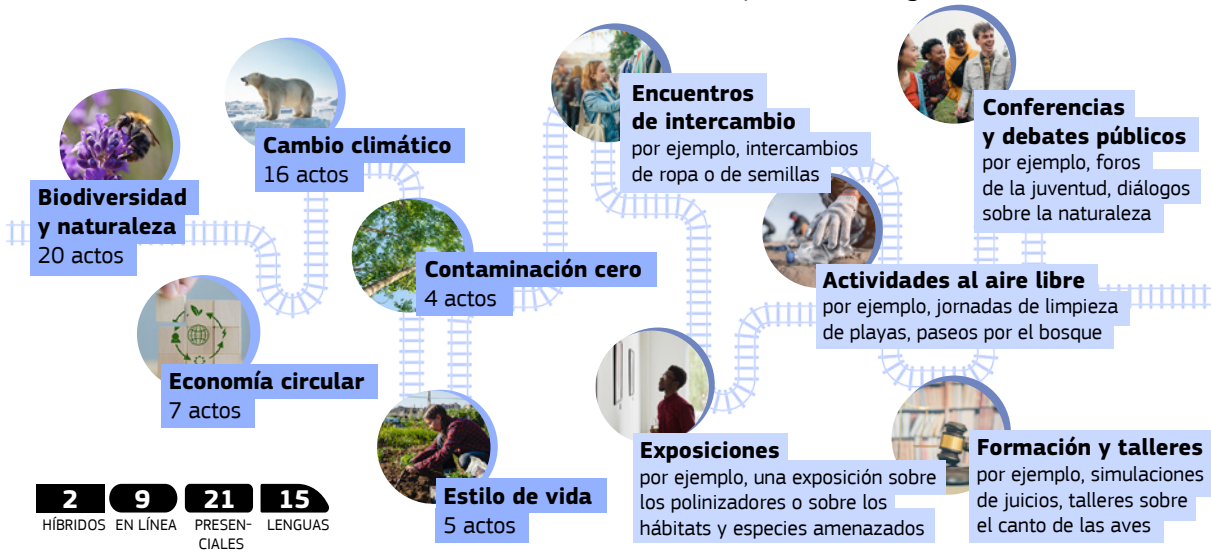 Biodiversidad
y naturaleza
20 actos
Cambio climático
16 actos
Economía circular
7 actos
Contaminación cero
4 actos
Estilo de vida
5 actos
Encuentros
de intercambio
por ejemplo, intercambios
de ropa o de semillas
Conferencias
y debates públicos
por ejemplo, foros
de la juventud, diálogos
sobre la naturaleza
Actividades al aire libre
por ejemplo, jornadas de limpieza
de playas, paseos por el bosque
Exposiciones
por ejemplo, una exposición sobre
los polinizadores o sobre los
hábitats y especies amenazados
Formación y talleres
por ejemplo, simulaciones
de juicios, talleres sobre
el canto de las aves
2
HÍBRIDOS
9
EN LÍNEA
21
PRESEN-
CIALES
15
LENGUAS